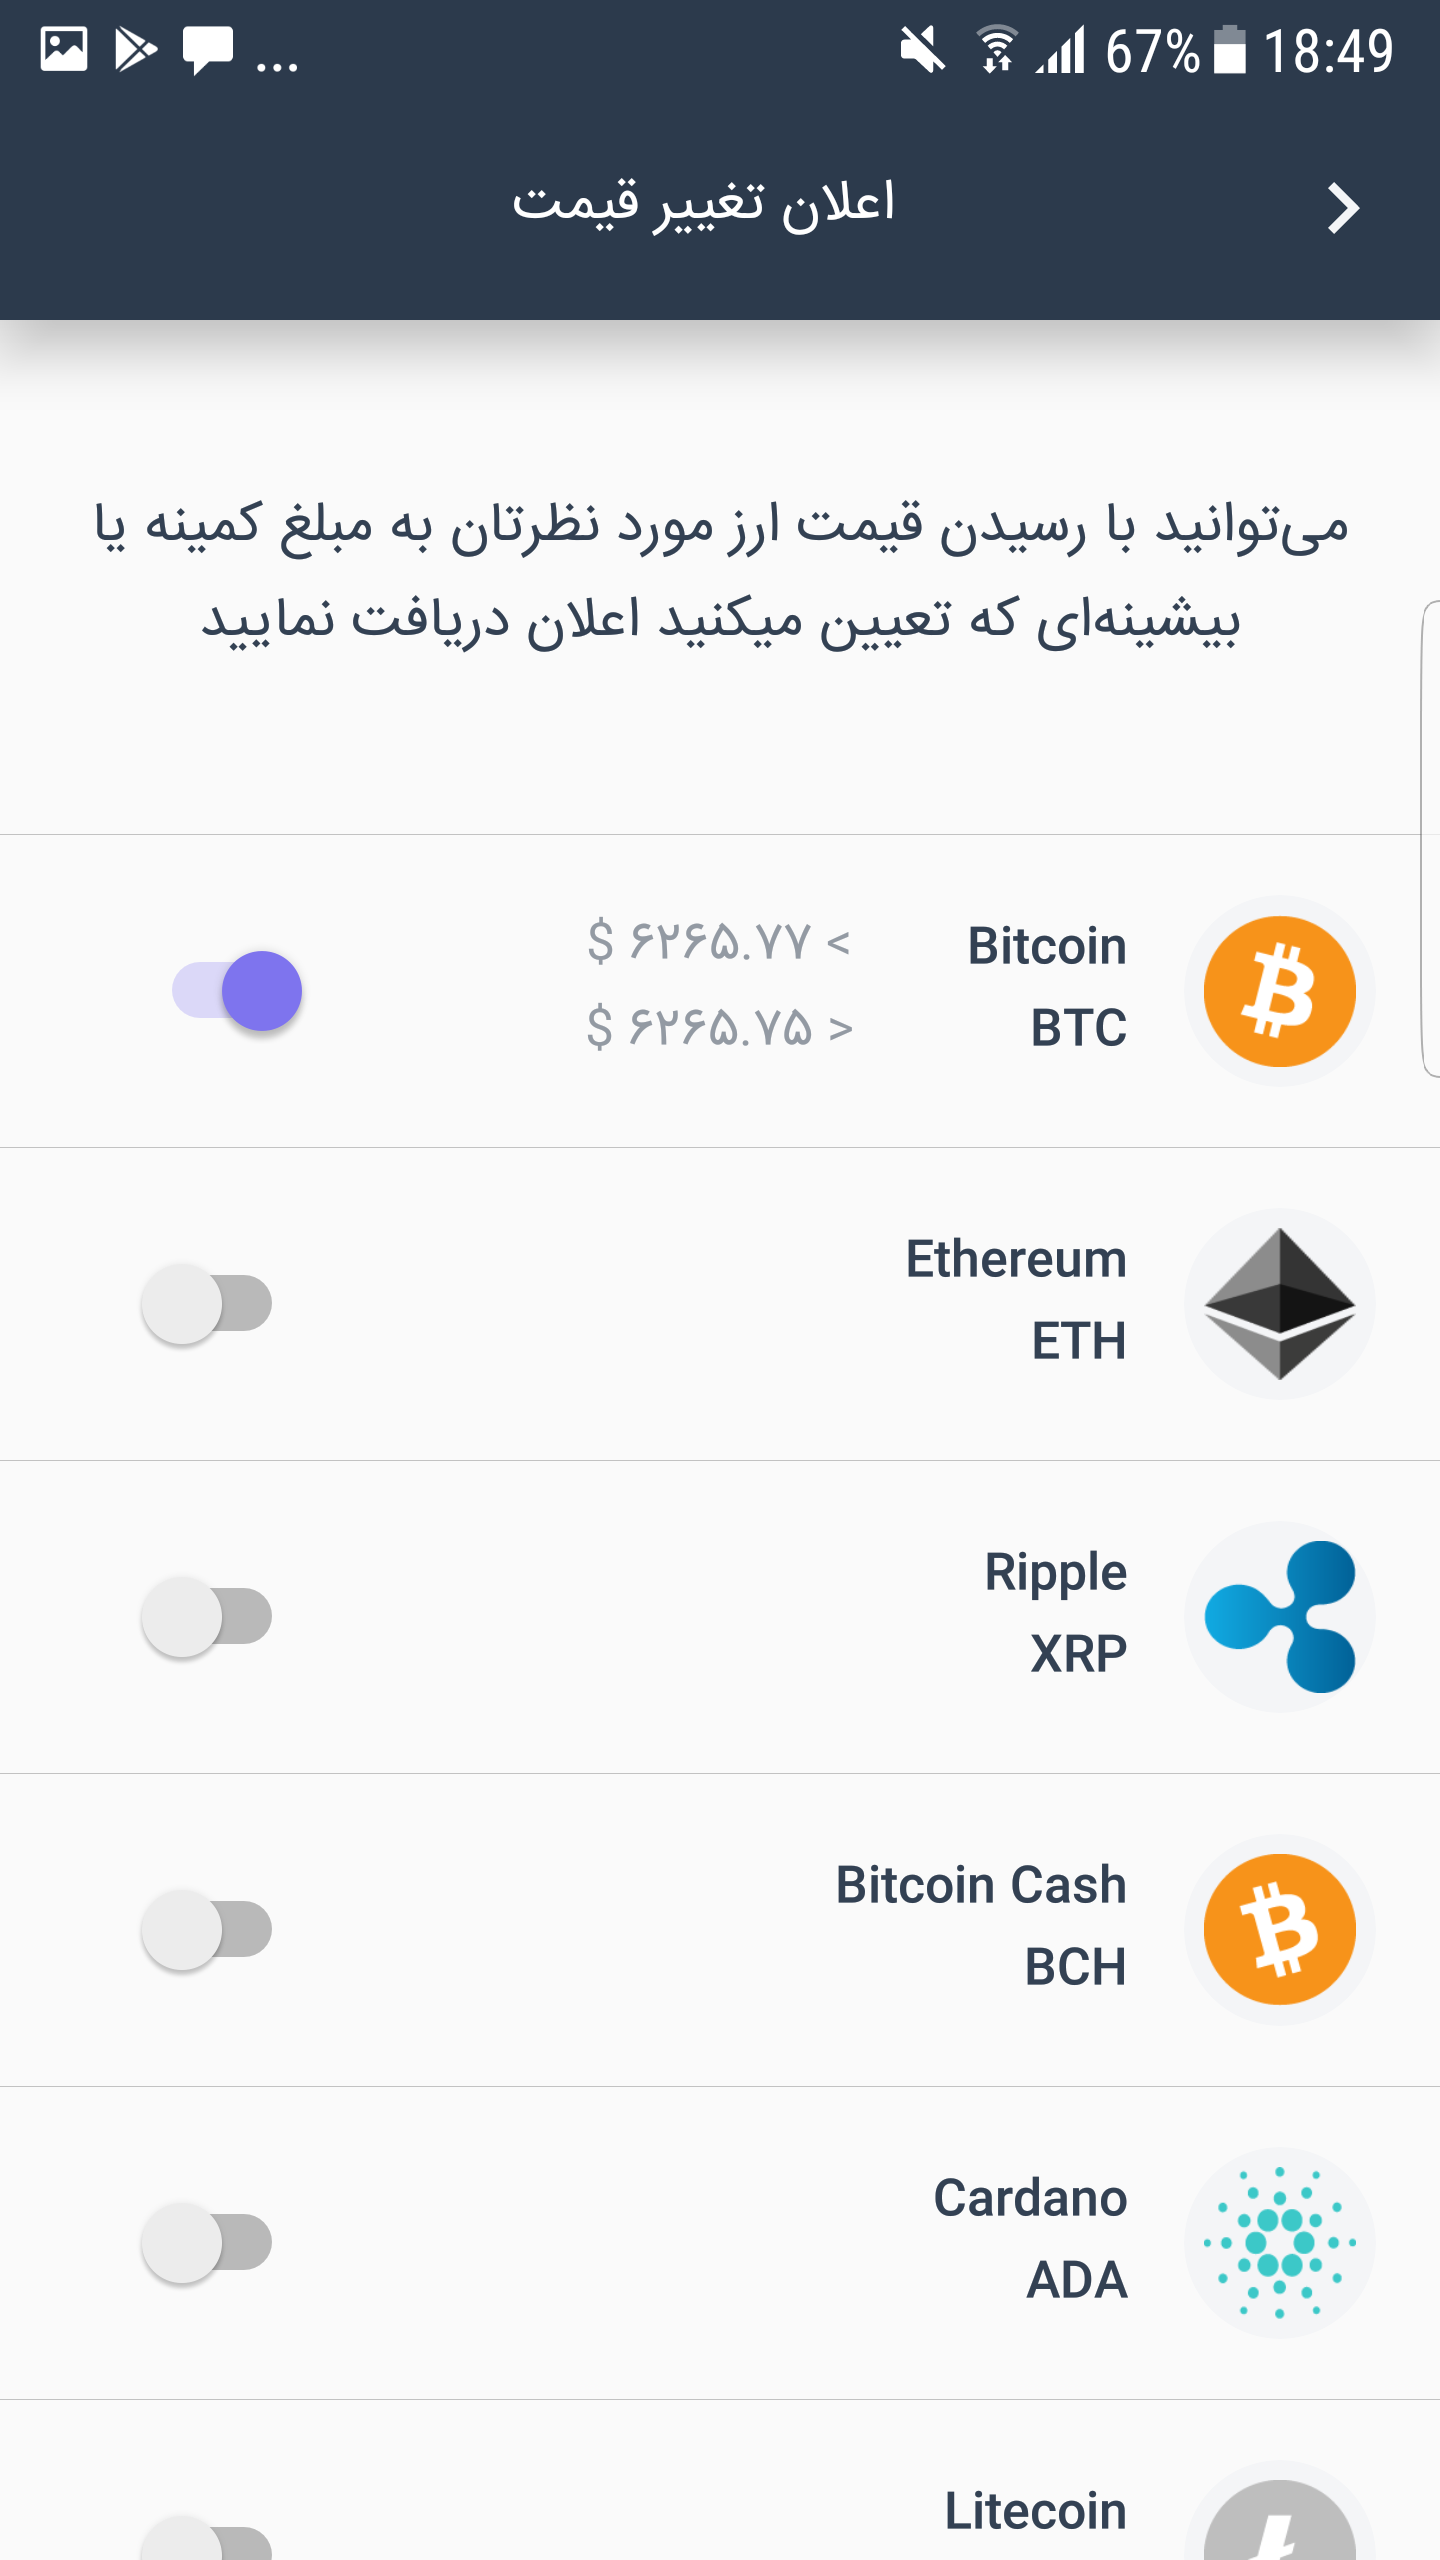 ... 67% 18:49
اعلان تغییر قیمت
می‌توانید با رسیدن قیمت ارز مورد نظرتان به مبلغ کمینه یا
بیشینه‌ای که تعیین میکنید اعلان دریافت نمایید
Bitcoin
BTC
$ ۶۲۶۵.۷۷ <
$ ۶۲۶۵.۷۵ >
Ethereum
ETH
Ripple
XRP
Bitcoin Cash
BCH
Cardano
ADA
Litecoin